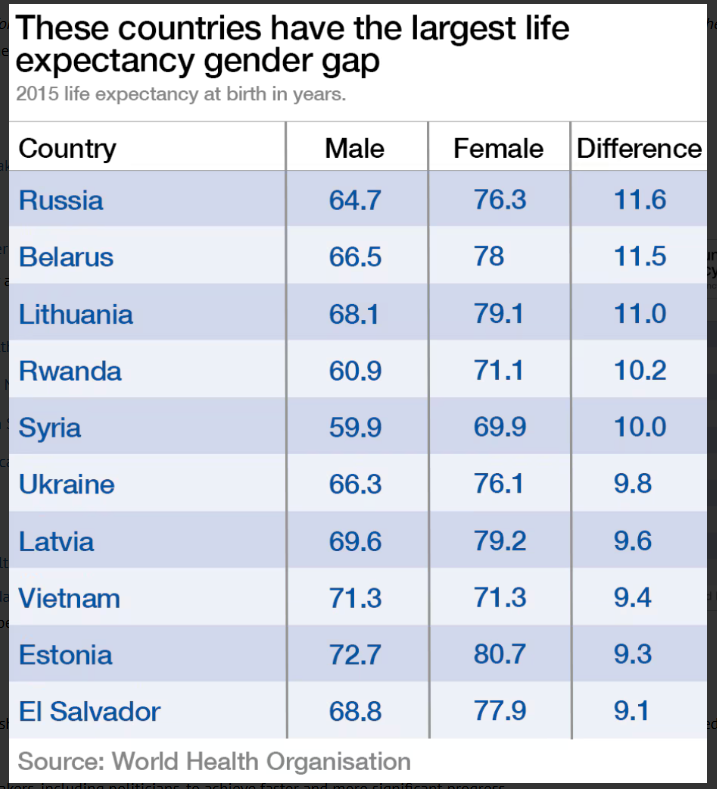 These countries have the largest life
expectancy gender gap
2015 life expectancy at birth in years.
Country Male Female Difference
Russia 64.7 76.3 11.6
Belarus 66.5 78 11.5
Lithuania 68.1 79.1 11.0
Rwanda 60.9 71.1 10.2
Syria 59.9 69.9 10.0
Ukraine 66.3 76.1 9.8
Latvia 69.6 79.2 9.6
Vietnam 71.3 71.3 9.4
Estonia 72.7 80.7 9.3
El Salvador 68.8 77.9 9.1
Source: World Health Organisation